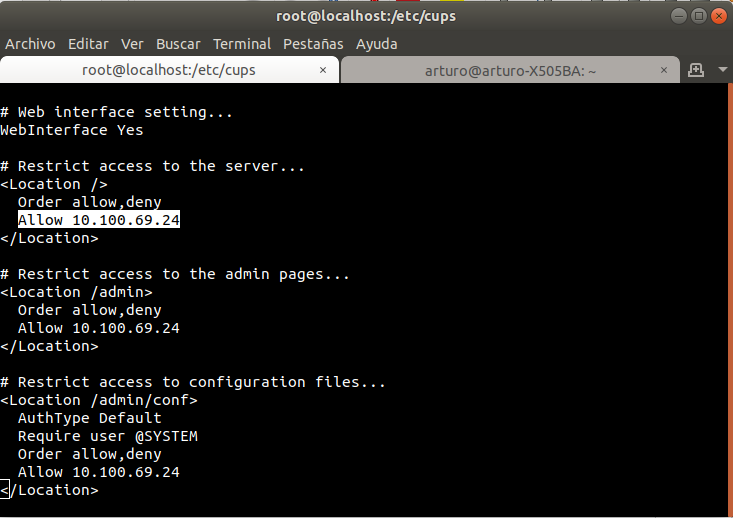 root@localhost:/etc/cups
Archivo Editar Ver Buscar Terminal Pestañas Ayuda
root@localhost:/etc/cups × arturo@arturo-X505BA: ~ ×
# Web interface setting...
WebInterface Yes
# Restrict access to the server...
<Location />
  Order allow,deny
  Allow 10.100.69.24
</Location>
# Restrict access to the admin pages...
<Location /admin>
  Order allow,deny
  Allow 10.100.69.24
</Location>
# Restrict access to configuration files...
<Location /admin/conf>
  AuthType Default
  Require user @SYSTEM
  Order allow,deny
  Allow 10.100.69.24
</Location>